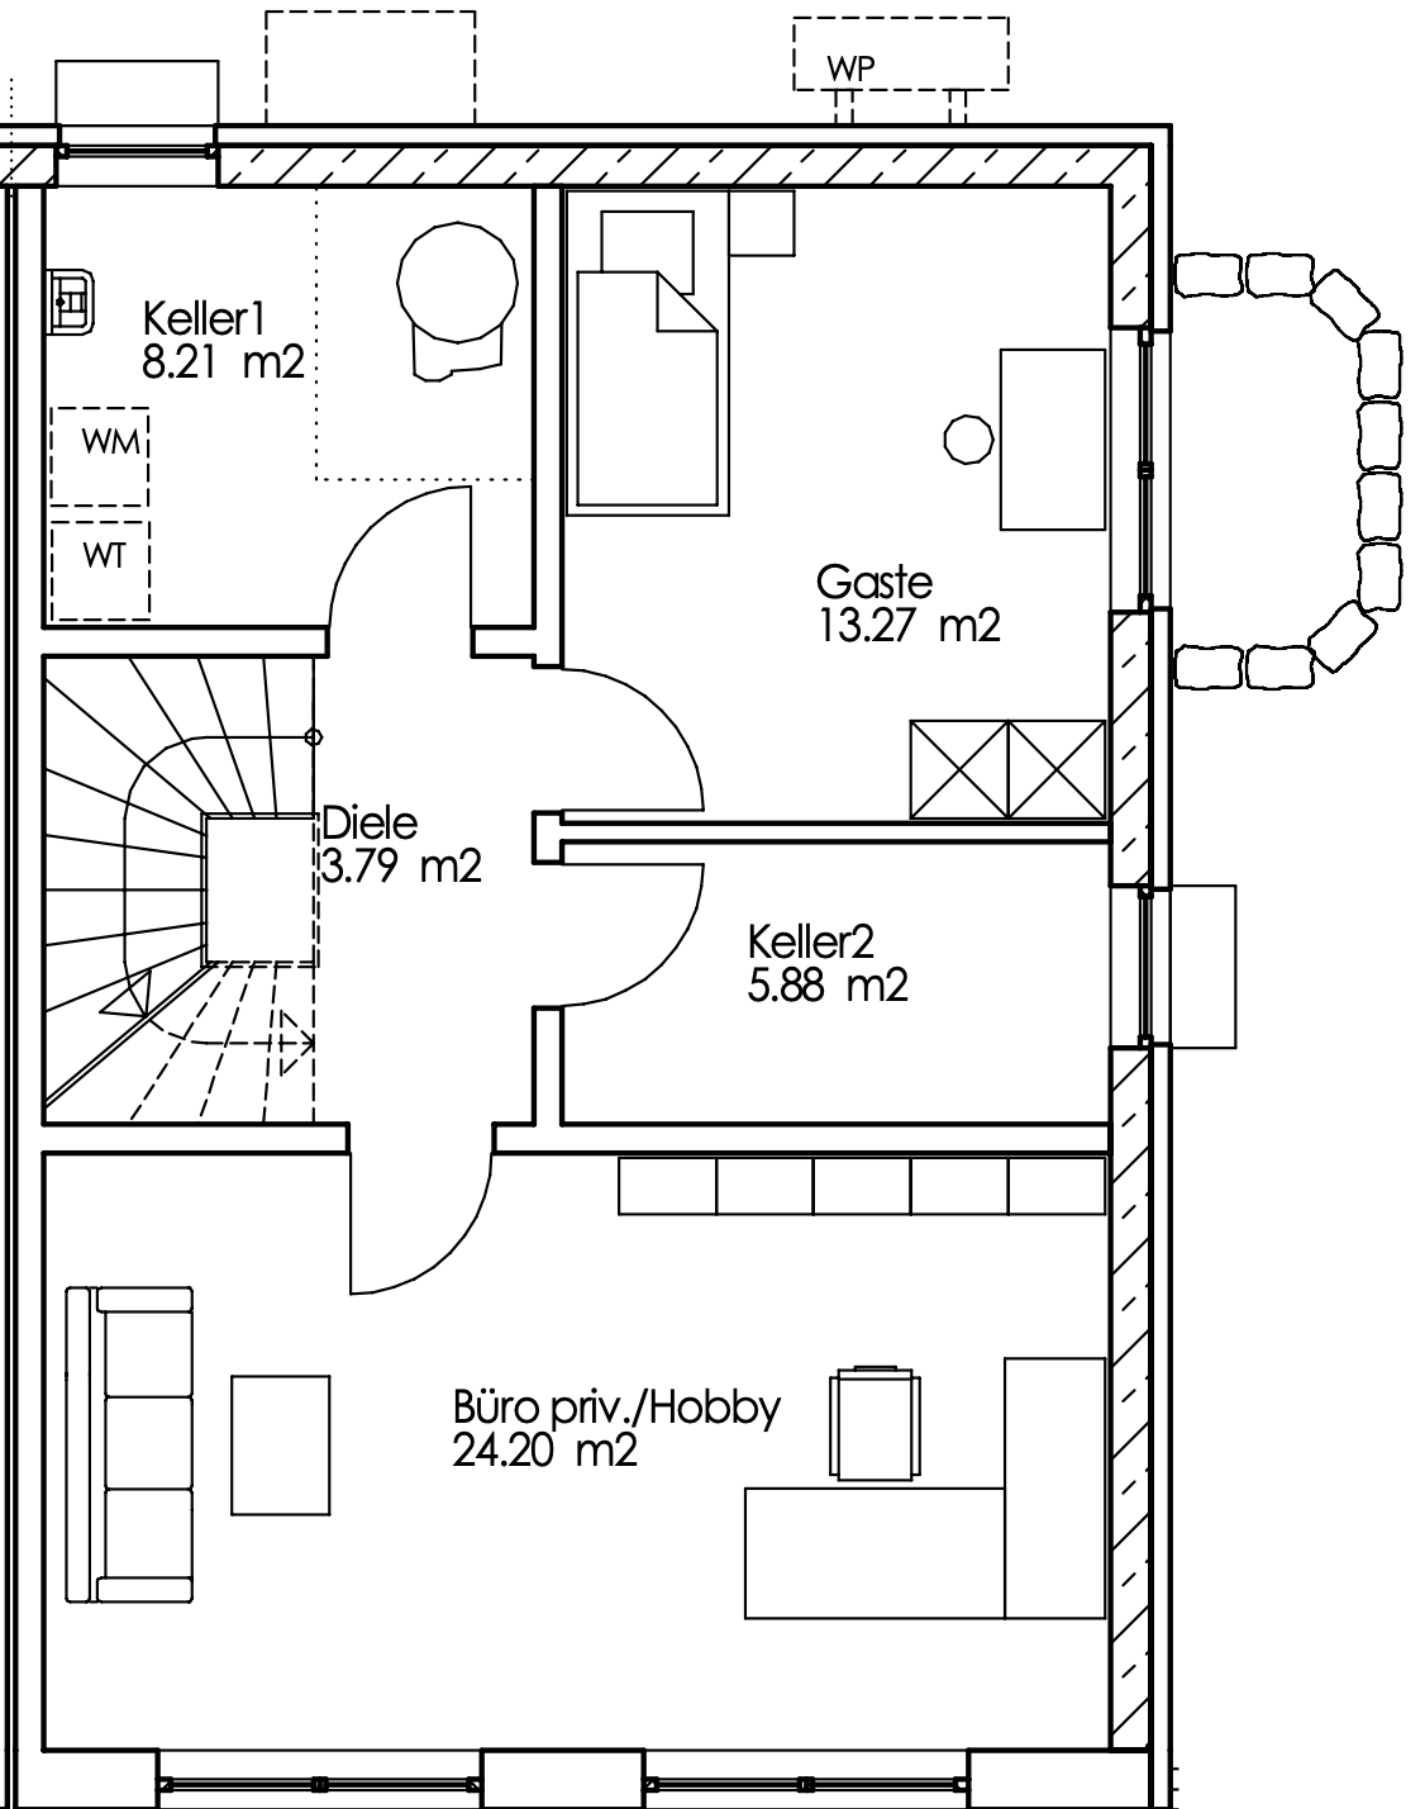 WP
Keller1
8.21 m2
WM
WT
Gaste
13.27 m2
Diele
3.79 m2
Keller2
5.88 m2
Büro priv./Hobby
24.20 m2